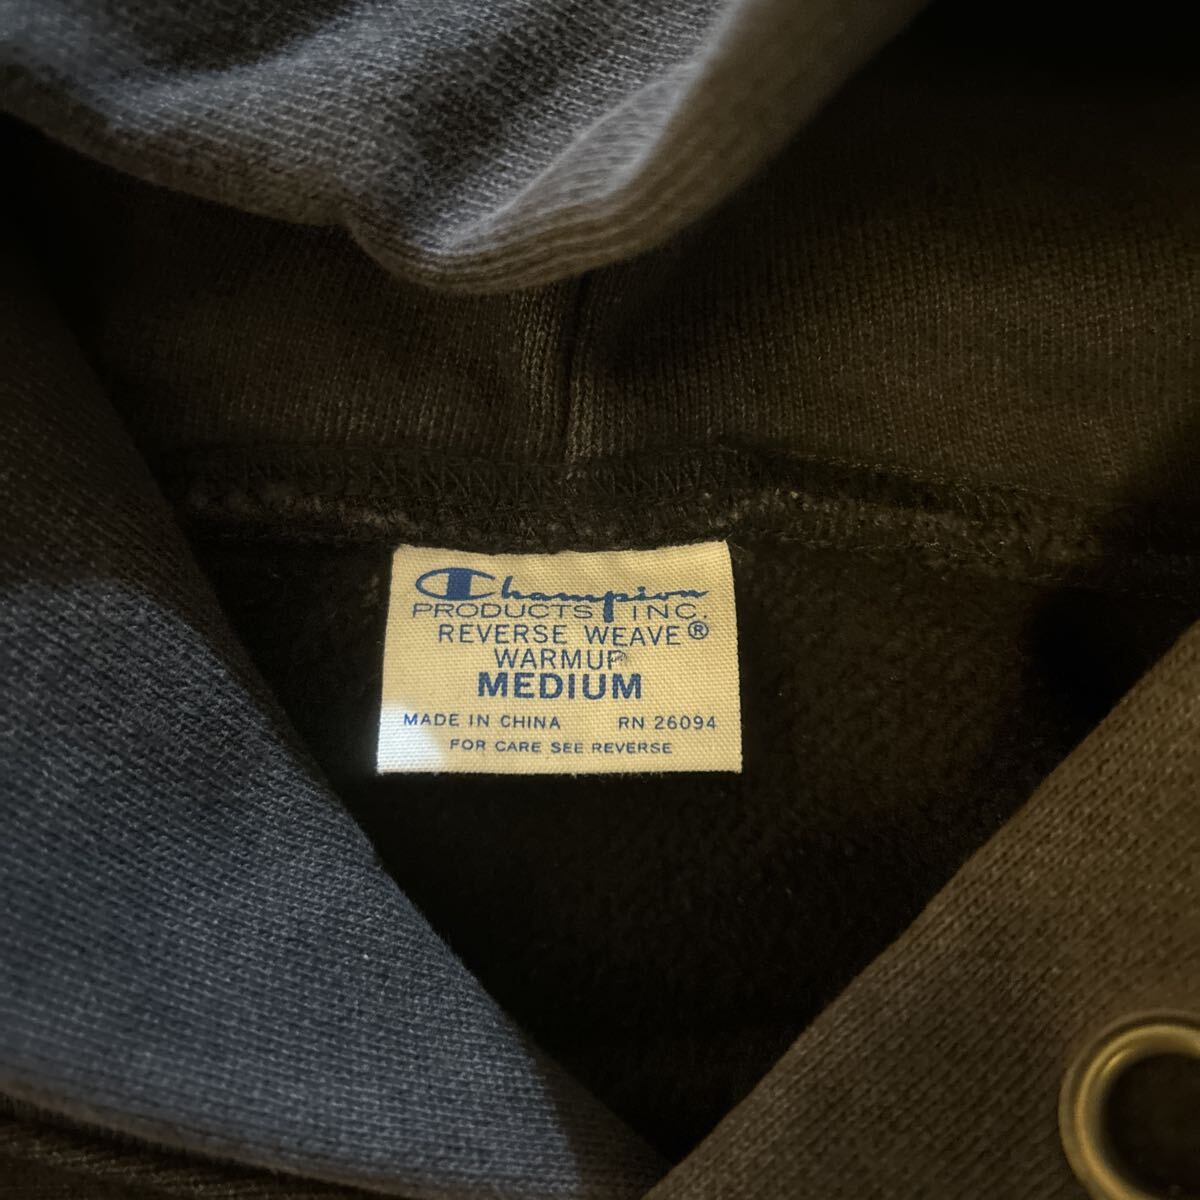 Champion
PRODUCTS INC.
REVERSE WEAVE®
WARMUP
MEDIUM
MADE IN CHINA RN 26094
FOR CARE SEE REVERSE